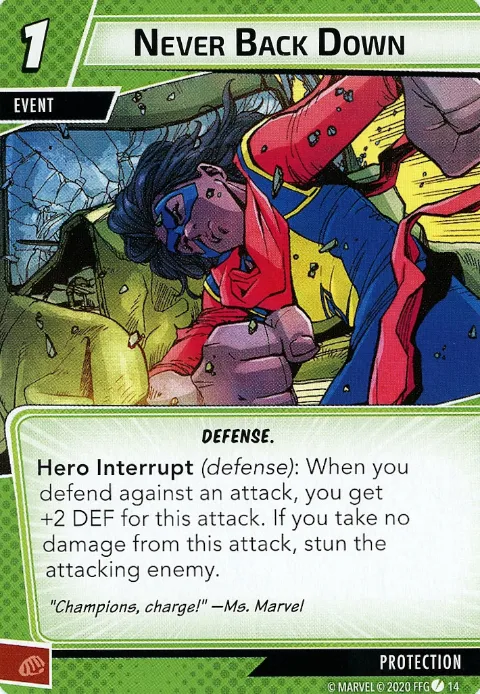 1
NEVER BACK DOWN
EVENT
DEFENSE.
Hero Interrupt (defense): When you
defend against an attack, you get
+2 DEF for this attack. If you take no
damage from this attack, stun the
attacking enemy.
"Champions, charge!" —Ms. Marvel
PROTECTION
© MARVEL © 2020 FFG 14